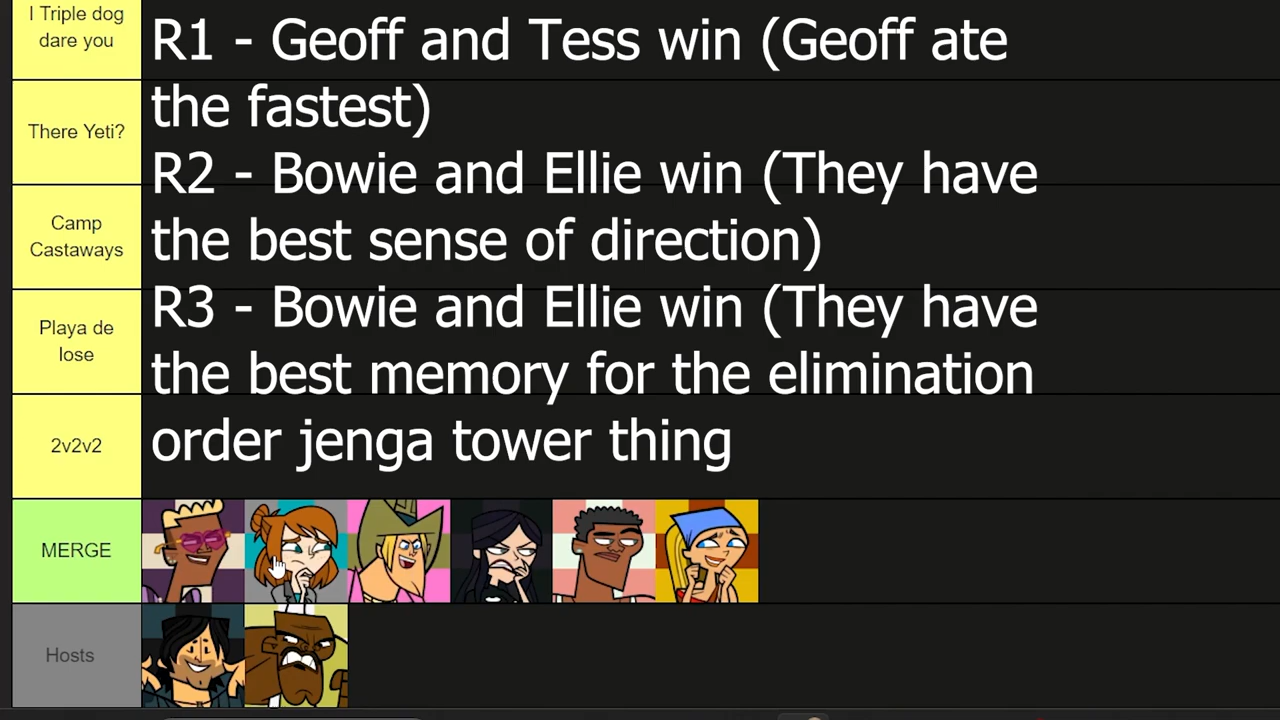 I Triple dog
dare you
R1 - Geoff and Tess win (Geoff ate
the fastest)
There Yeti?
R2 - Bowie and Ellie win (They have
the best sense of direction)
Camp
Castaways
R3 - Bowie and Ellie win (They have
the best memory for the elimination
order jenga tower thing
Playa de
lose
2v2v2
MERGE
Hosts